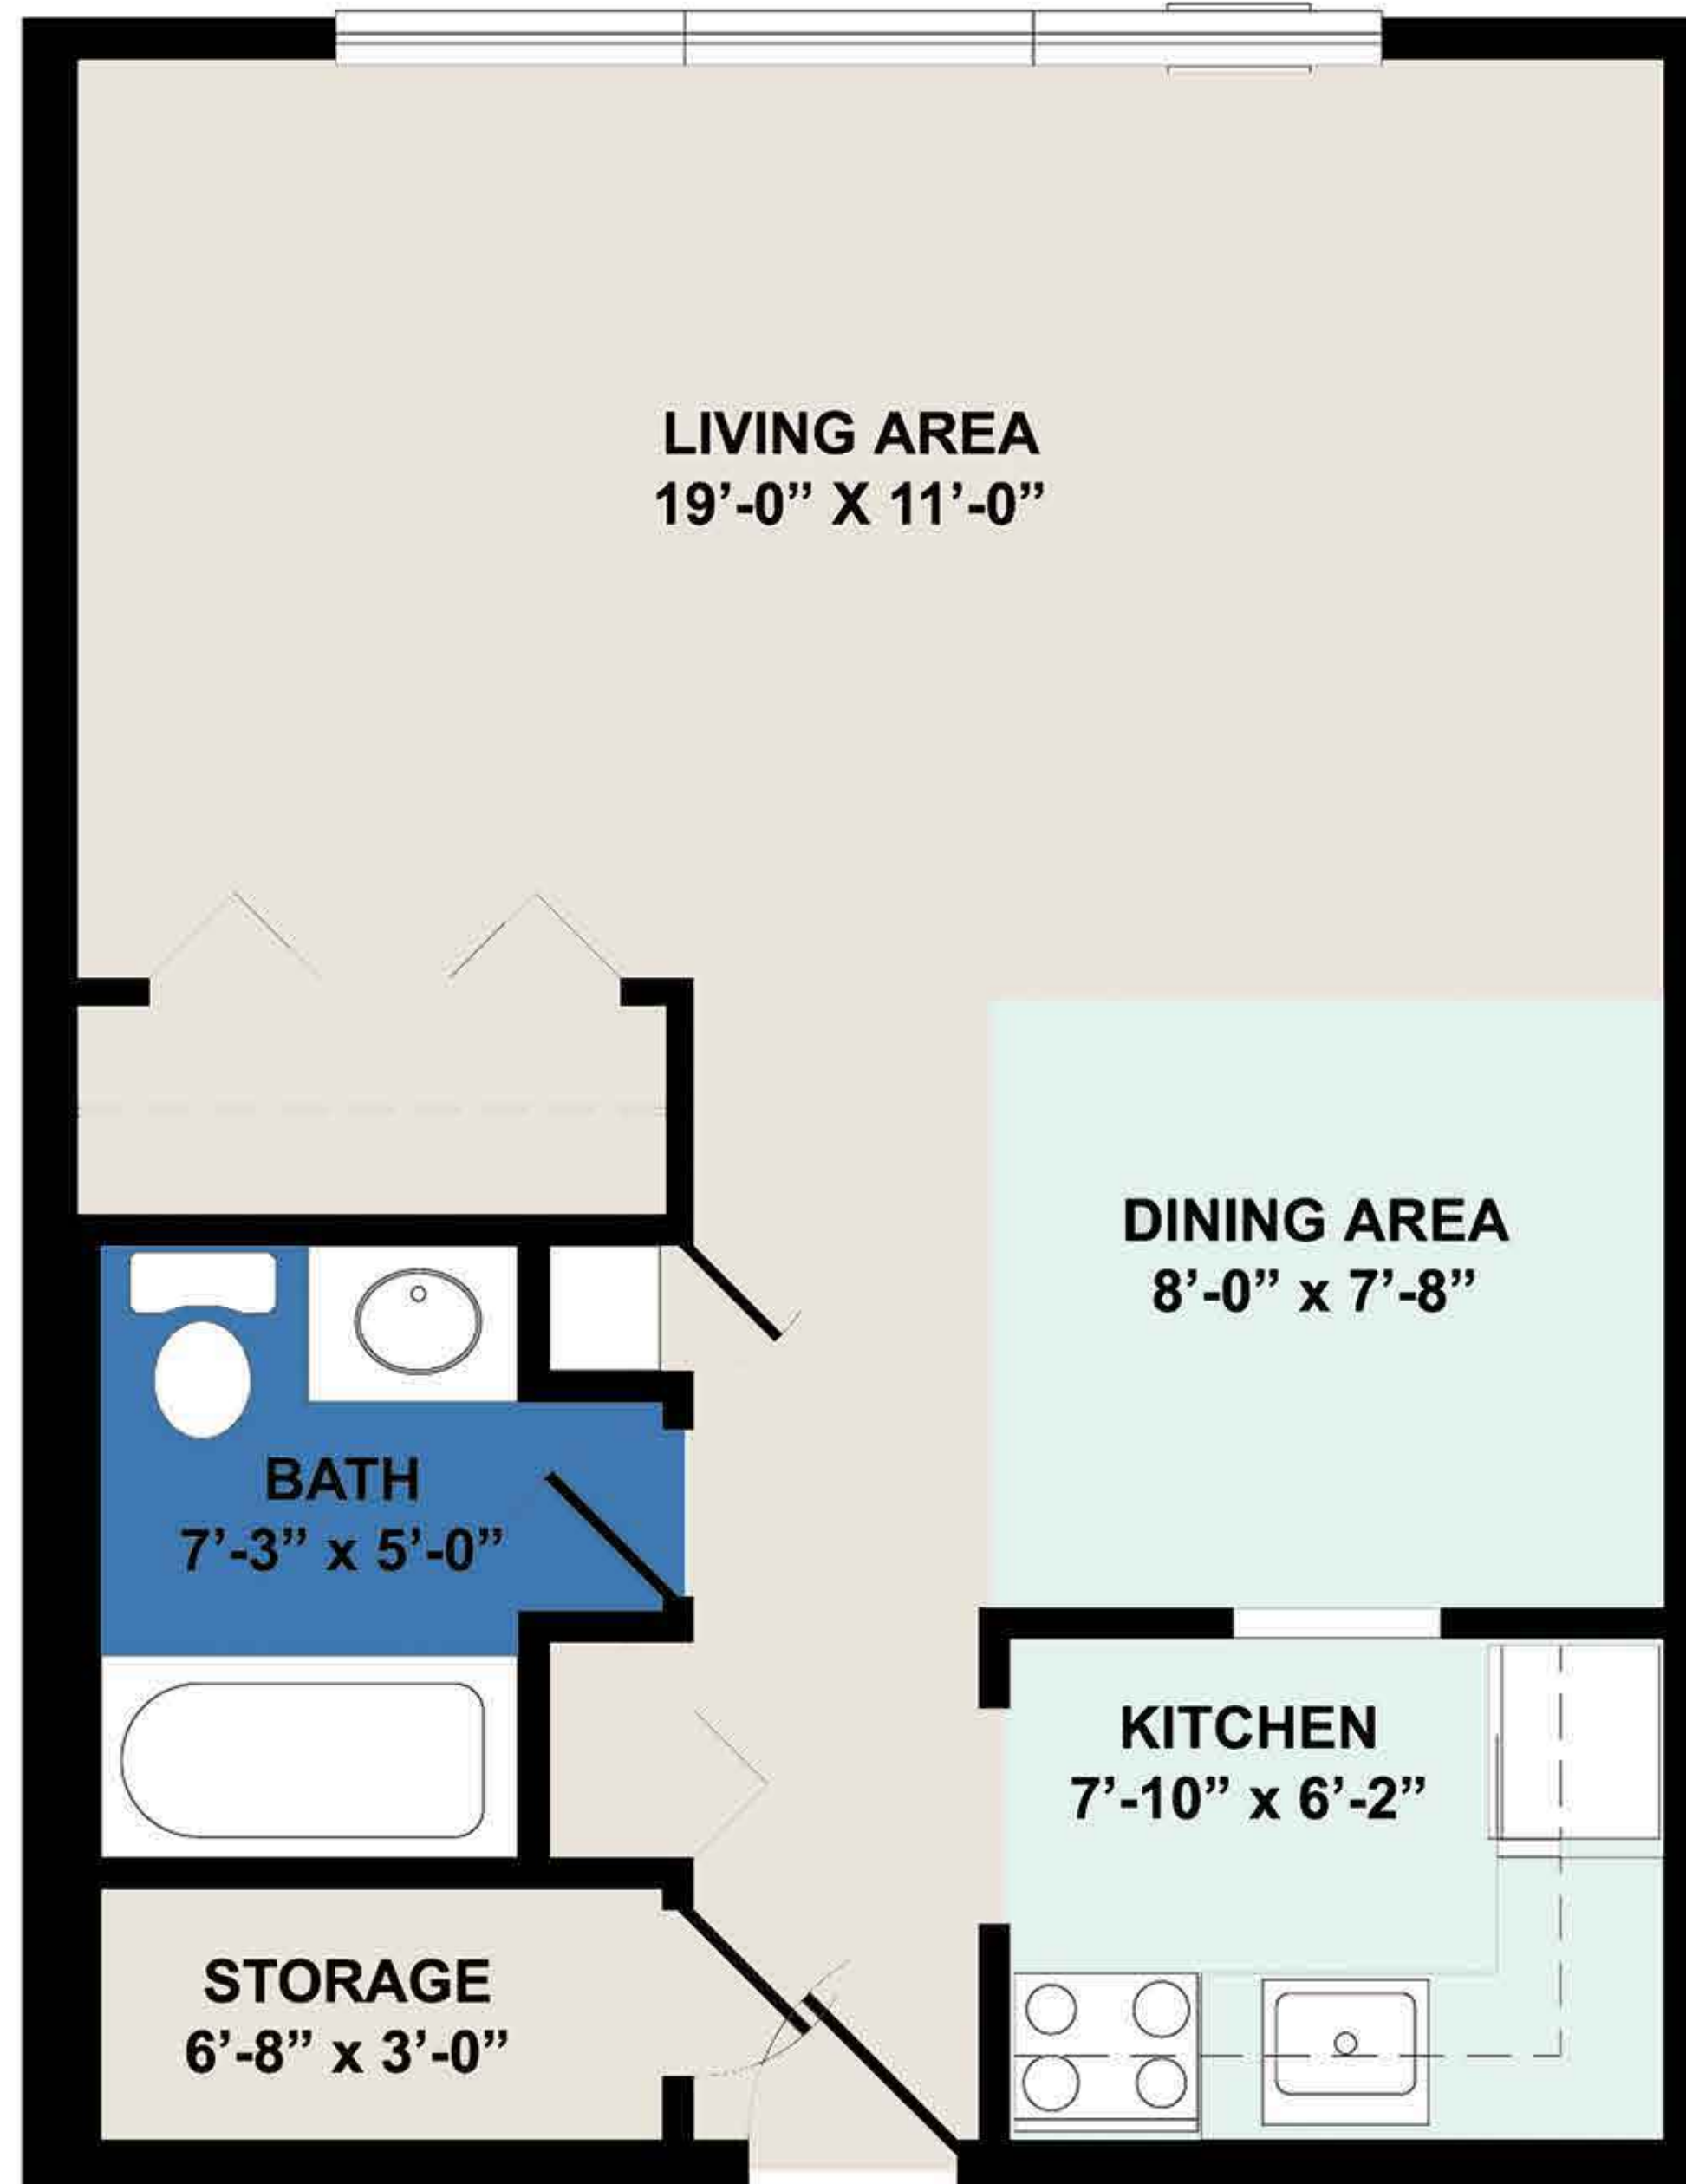 LIVING AREA
19’-0” X 11’-0”
DINING AREA
8’-0” x 7’-8”
BATH
7’-3” x 5’-0”
KITCHEN
7’-10” x 6’-2”
STORAGE
6’-8” x 3’-0”